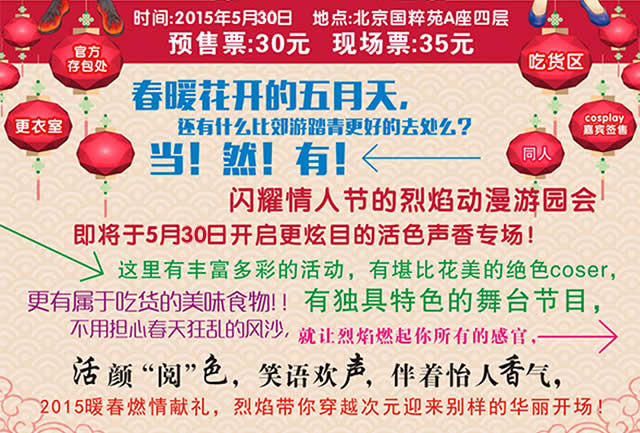 时间:2015年5月30日 地点:北京国粹苑A座四层
预售票:30元 现场票:35元
官方
存包处
吃货区
更衣室
cosplay
嘉宾签售
同人
春暖花开的五月天,
还有什么比郊游踏青更好的去处么?
当！然！有！
闪耀情人节的烈焰动漫游园会
即将于5月30日开启更炫目的活色声香专场！
这里有丰富多彩的活动，有堪比花美的绝色coser,
更有属于吃货的美味食物!！有独具特色的舞台节目，
不用担心春天狂乱的风沙,就让烈焰燃起你所有的感官,
活颜“阅”色，笑语欢声，伴着怡人香气，
2015暖春燃情献礼，烈焰带你穿越次元迎来别样的华丽开场！